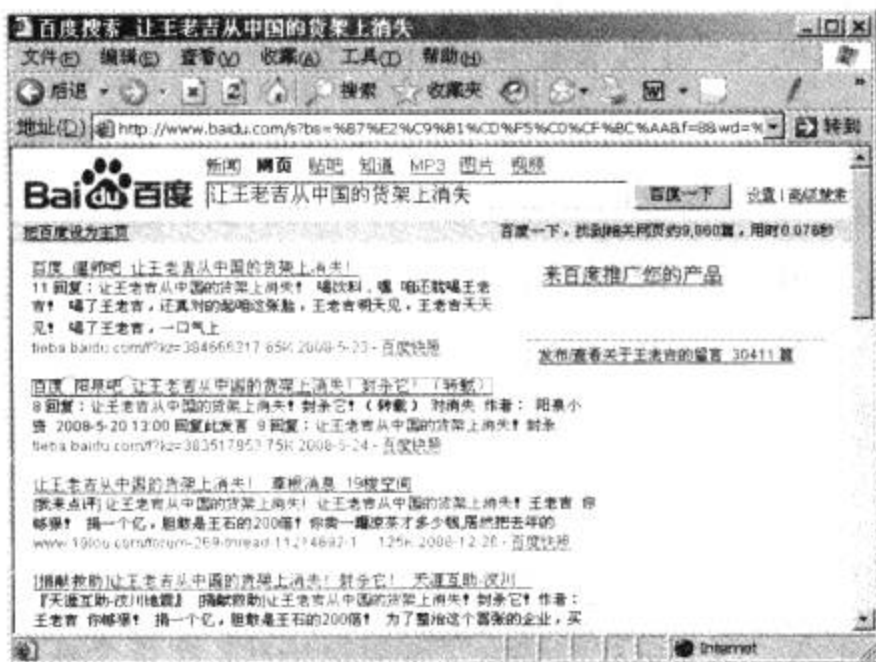 百度搜索_让王老吉从中国的货架上消失
文件(F) 编辑(E) 查看(V) 收藏(A) 工具(T) 帮助(H)
后退 搜索 收藏夹
地址(D) http://www.baidu.com/s?bs=%B7%E2%C9%B1%CD%F5%C0%CF%BC%AA&f=8&wd=% 转到
新闻 网页 贴吧 知道 MP3 图片 视频
Bai du 百度 让王老吉从中国的货架上消失 百度一下 设置 | 高级搜索
把百度设为主页 百度一下，找到相关网页约9,860篇，用时0.076秒
百度_偃师吧_让王老吉从中国的货架上消失！
11 回复：让王老吉从中国的货架上消失！ 喝饮料，嘿 咱还就喝王老
吉！ 喝了王老吉，还真对的起咱这张脸，王老吉明天见，王老吉天天
见！ 喝了王老吉，一口气上
tieba.baidu.com/f?kz=384668317 65K 2008-5-23 - 百度快照
来百度推广您的产品
发布/查看关于王老吉的留言 30411 篇
百度_阳泉吧_让王老吉从中国的货架上消失！封杀它！（转载）
8 回复：让王老吉从中国的货架上消失！封杀它！（转载） 对消失 作者： 阳泉小
2008-5-20 13:00 回复此发言 9 回复：让王老吉从中国的货架上消失！封杀
tieba.baidu.com/f?kz=383517953 75K 2008-5-24 - 百度快照
让王老吉从中国的货架上消失！ 草根消息 19楼空间
[我来点评] 让王老吉从中国的货架上消失！ 让王老吉从中国的货架上消失！ 王老吉 你
够狠！ 捐一个亿，胆敢是王石的200倍！ 你卖一罐凉茶才多少钱,居然把去年的
www.19lou.com/forum-269-thread-11214692-1 125K 2008-12-28 - 百度快照
[捐献救助]让王老吉从中国的货架上消失！封杀它！ 天涯互助-汶川
『天涯互助-汶川地震』 [捐献救助]让王老吉从中国的货架上消失！封杀它！ 作者：
王老吉 你够狠！ 捐一个亿，胆敢是王石的200倍！ 为了整治这个嚣张的企业，买
Internet